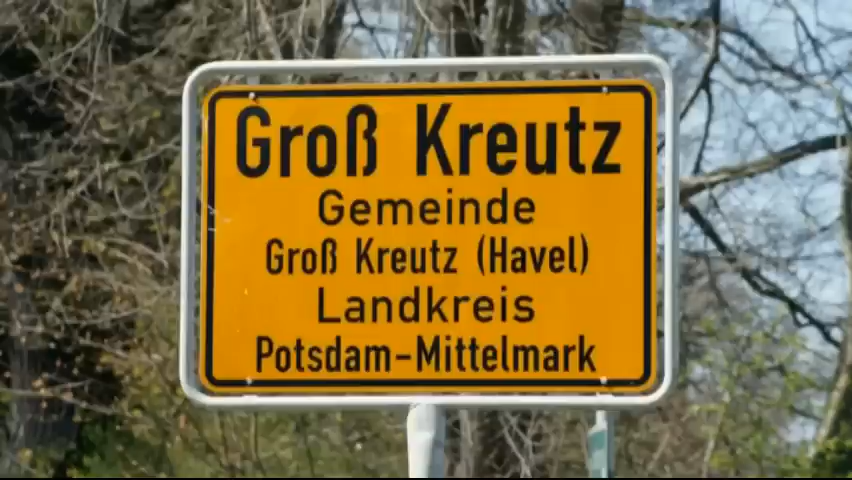 Groß Kreutz
Gemeinde
Groß Kreutz (Havel)
Landkreis
Potsdam-Mittelmark